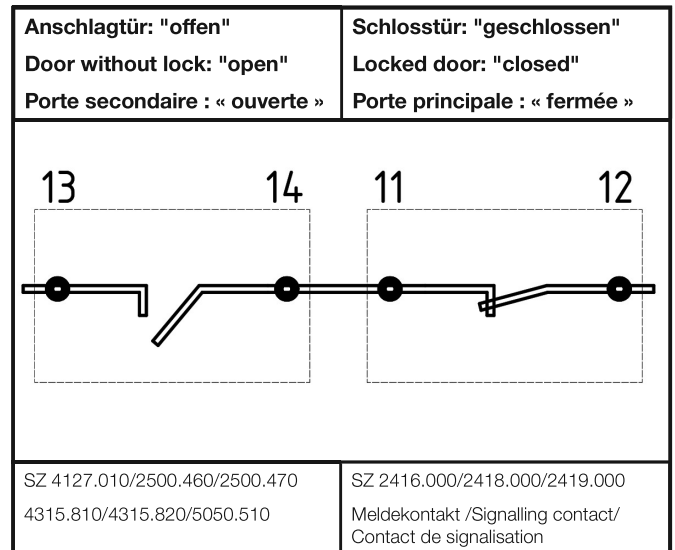 Anschlagtür: "offen"
Door without lock: "open"
Porte secondaire : « ouverte »
Schlosstür: "geschlossen"
Locked door: "closed"
Porte principale : « fermée »
13 14 11 12
SZ 4127.010/2500.460/2500.470
4315.810/4315.820/5050.510
SZ 2416.000/2418.000/2419.000
Meldekontakt /Signalling contact/
Contact de signalisation